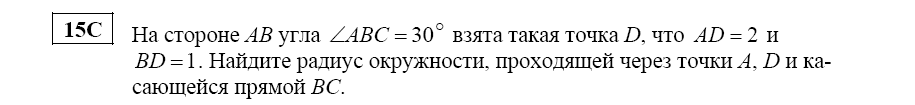 15C На стороне AB угла ∠ABC = 30° взята такая точка D, что AD = 2 и
BD = 1. Найдите радиус окружности, проходящей через точки A, D и ка-
сающейся прямой BC.